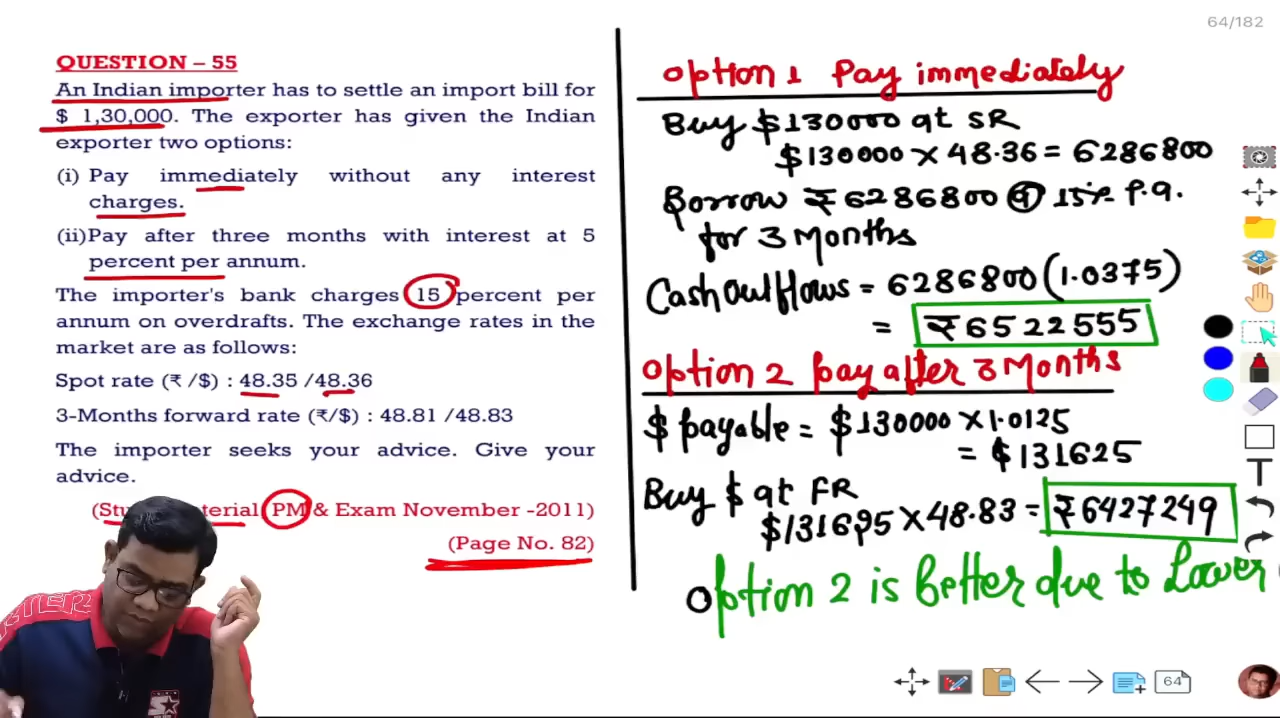 64/182
QUESTION – 55
An Indian importer has to settle an import bill for
$ 1,30,000. The exporter has given the Indian
exporter two options:
(i) Pay immediately without any interest
charges.
(ii)Pay after three months with interest at 5
percent per annum.
The importer's bank charges 15 percent per
annum on overdrafts. The exchange rates in the
market are as follows:
Spot rate (₹ /$) : 48.35 /48.36
3-Months forward rate (₹/$) : 48.81 /48.83
The importer seeks your advice. Give your
advice.
PM & Exam November -2011)
(Page No. 82)
Option 1 Pay immediately
Buy $130000 at SR
$130000 × 48.36 = 6286800
Borrow ₹6286800 @ 15% P.a.
for 3 Months
Cash Outflows = 6286800 (1.0375)
= ₹6522555
Option 2 pay after 3 Months
$ payable = $130000 × 1.0125
= $131625
Buy $ at FR
$131625 × 48.83 = ₹6427249
Option 2 is Better due to Lower
T
64